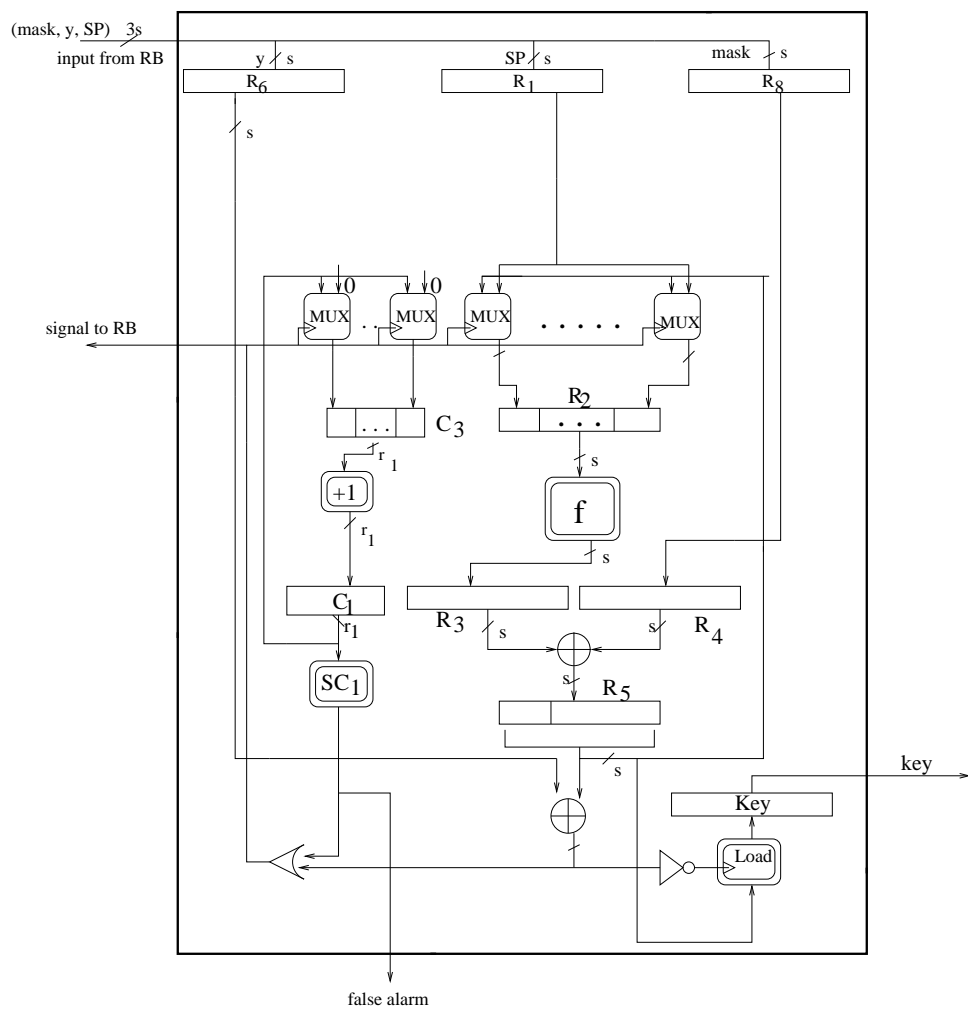 (mask, y, SP) 3s
input from RB
y s
SP s
mask s
R6
R1
R8
s
0
0
MUX
. .
MUX
MUX
. . . . .
MUX
signal to RB
R2
. . .
C3
. . .
r1
s
+1
f
r1
s
C1
R3
R4
r1
s
s
SC1
s
R5
s
key
Key
Load
false alarm